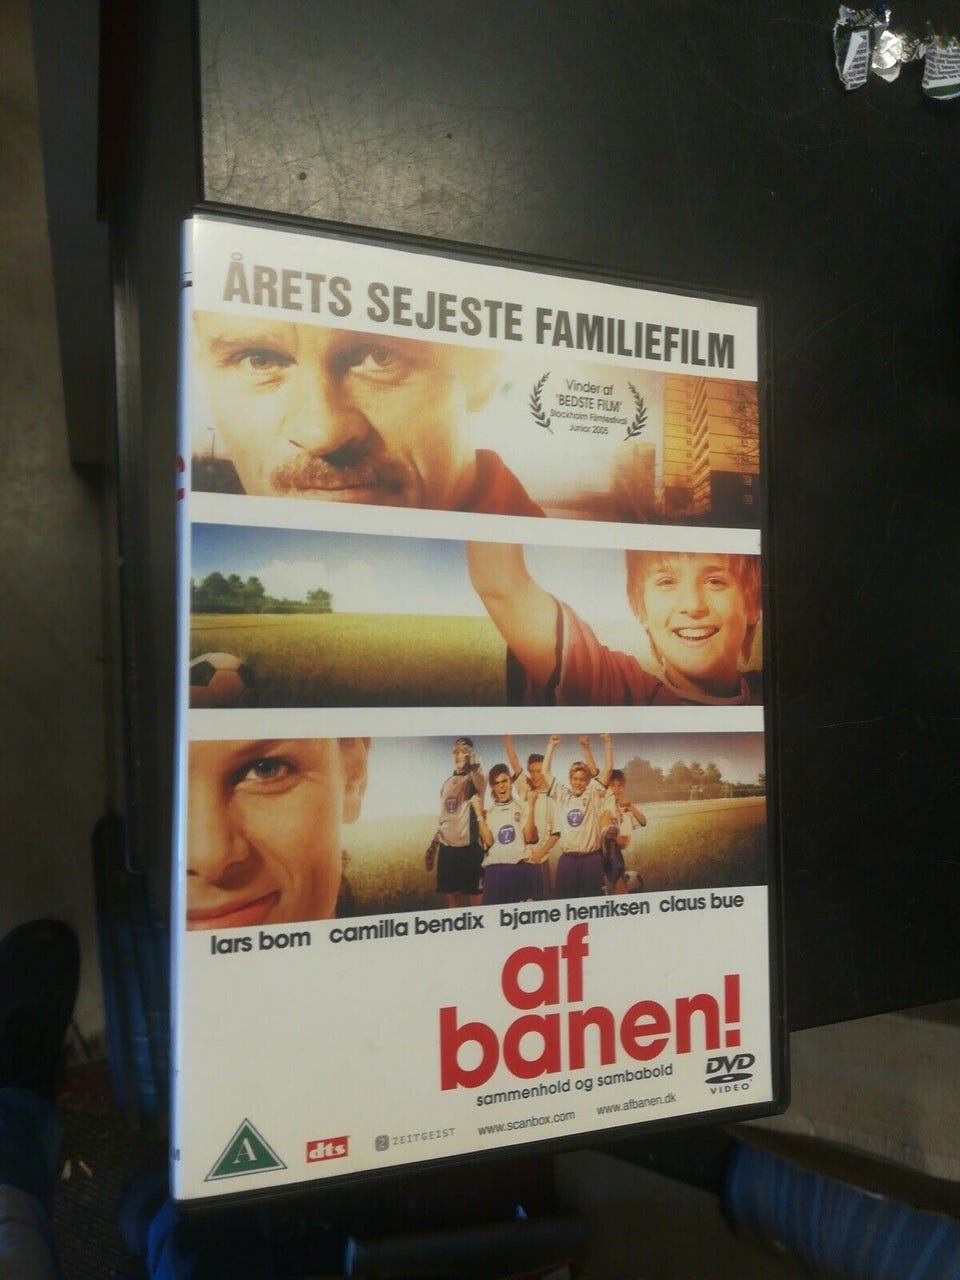 ÅRETS SEJESTE FAMILIEFILM
Vinder af
'BEDSTE FILM'
Stockholm Filmfestival
Junior 2005
lars bom camilla bendix bjarne henriksen claus bue
af
banen!
sammenhold og sambabold
DVD
VIDEO
A
dts
Z ZEITGEIST
www.scanbox.com
www.afbanen.dk